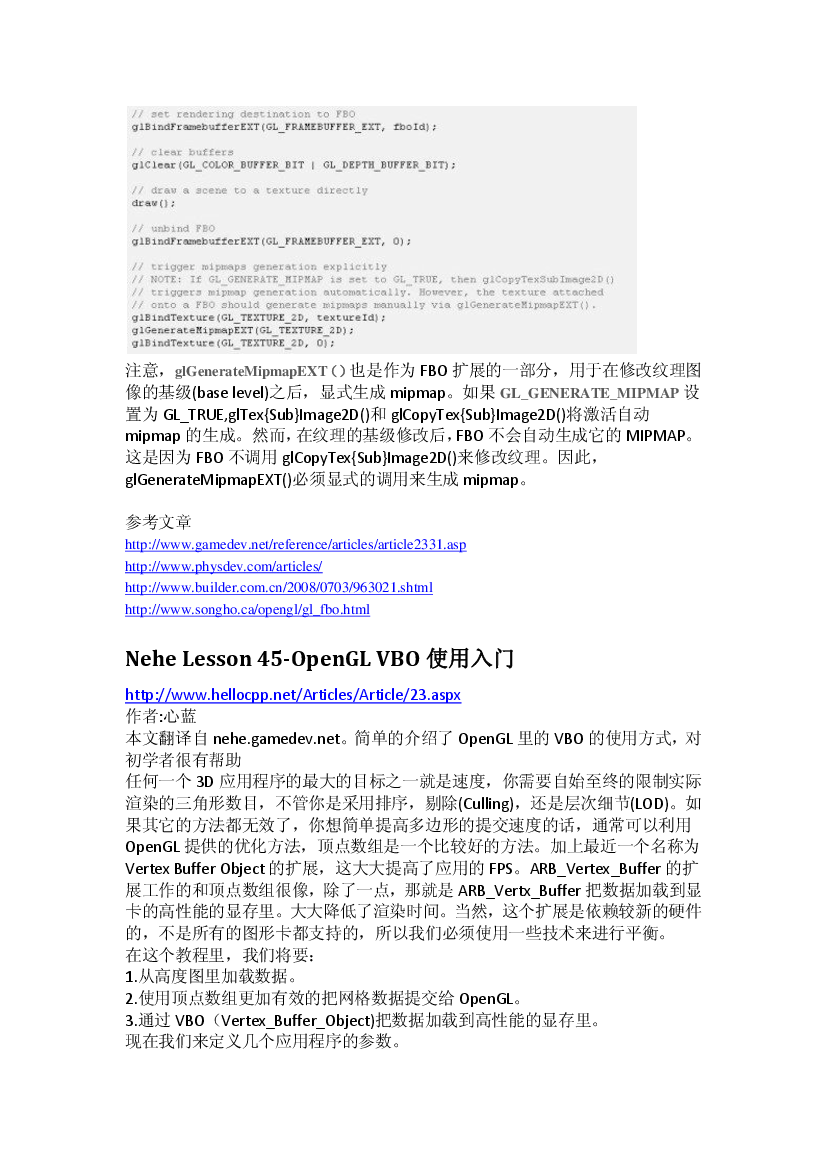 // set rendering destination to FBO
glBindFramebufferEXT(GL_FRAMEBUFFER_EXT, fboId);
// clear buffers
glClear(GL_COLOR_BUFFER_BIT | GL_DEPTH_BUFFER_BIT);
// draw a scene to a texture directly
draw();
// unbind FBO
glBindFramebufferEXT(GL_FRAMEBUFFER_EXT, 0);
// trigger mipmaps generation explicitly
// NOTE: If GL_GENERATE_MIPMAP is set to GL_TRUE, then glCopyTexSubImage2D()
// triggers mipmap generation automatically. However, the texture attached
// onto a FBO should generate mipmaps manually via glGenerateMipmapEXT().
glBindTexture(GL_TEXTURE_2D, textureId);
glGenerateMipmapEXT(GL_TEXTURE_2D);
glBindTexture(GL_TEXTURE_2D, 0);
注意，glGenerateMipmapEXT（）也是作为 FBO 扩展的一部分，用于在修改纹理图
像的基级(base level)之后，显式生成 mipmap。如果 GL_GENERATE_MIPMAP 设
置为 GL_TRUE,glTex{Sub}Image2D()和 glCopyTex{Sub}Image2D()将激活自动
mipmap 的生成。然而，在纹理的基级修改后，FBO 不会自动生成它的 MIPMAP。
这是因为 FBO 不调用 glCopyTex{Sub}Image2D()来修改纹理。因此，
glGenerateMipmapEXT()必须显式的调用来生成 mipmap。
参考文章
http://www.gamedev.net/reference/articles/article2331.asp
http://www.physdev.com/articles/
http://www.builder.com.cn/2008/0703/963021.shtml
http://www.songho.ca/opengl/gl_fbo.html
Nehe Lesson 45-OpenGL VBO 使用入门
http://www.hellocpp.net/Articles/Article/23.aspx
作者:心蓝
本文翻译自 nehe.gamedev.net。简单的介绍了 OpenGL 里的 VBO 的使用方式，对
初学者很有帮助
任何一个 3D 应用程序的最大的目标之一就是速度，你需要自始至终的限制实际
渲染的三角形数目，不管你是采用排序，剔除(Culling)，还是层次细节(LOD)。如
果其它的方法都无效了，你想简单提高多边形的提交速度的话，通常可以利用
OpenGL 提供的优化方法，顶点数组是一个比较好的方法。加上最近一个名称为
Vertex Buffer Object 的扩展，这大大提高了应用的 FPS。ARB_Vertex_Buffer 的扩
展工作的和顶点数组很像，除了一点，那就是 ARB_Vertx_Buffer 把数据加载到显
卡的高性能的显存里。大大降低了渲染时间。当然，这个扩展是依赖较新的硬件
的，不是所有的图形卡都支持的，所以我们必须使用一些技术来进行平衡。
在这个教程里，我们将要：
1.从高度图里加载数据。
2.使用顶点数组更加有效的把网格数据提交给 OpenGL。
3.通过 VBO（Vertex_Buffer_Object)把数据加载到高性能的显存里。
现在我们来定义几个应用程序的参数。